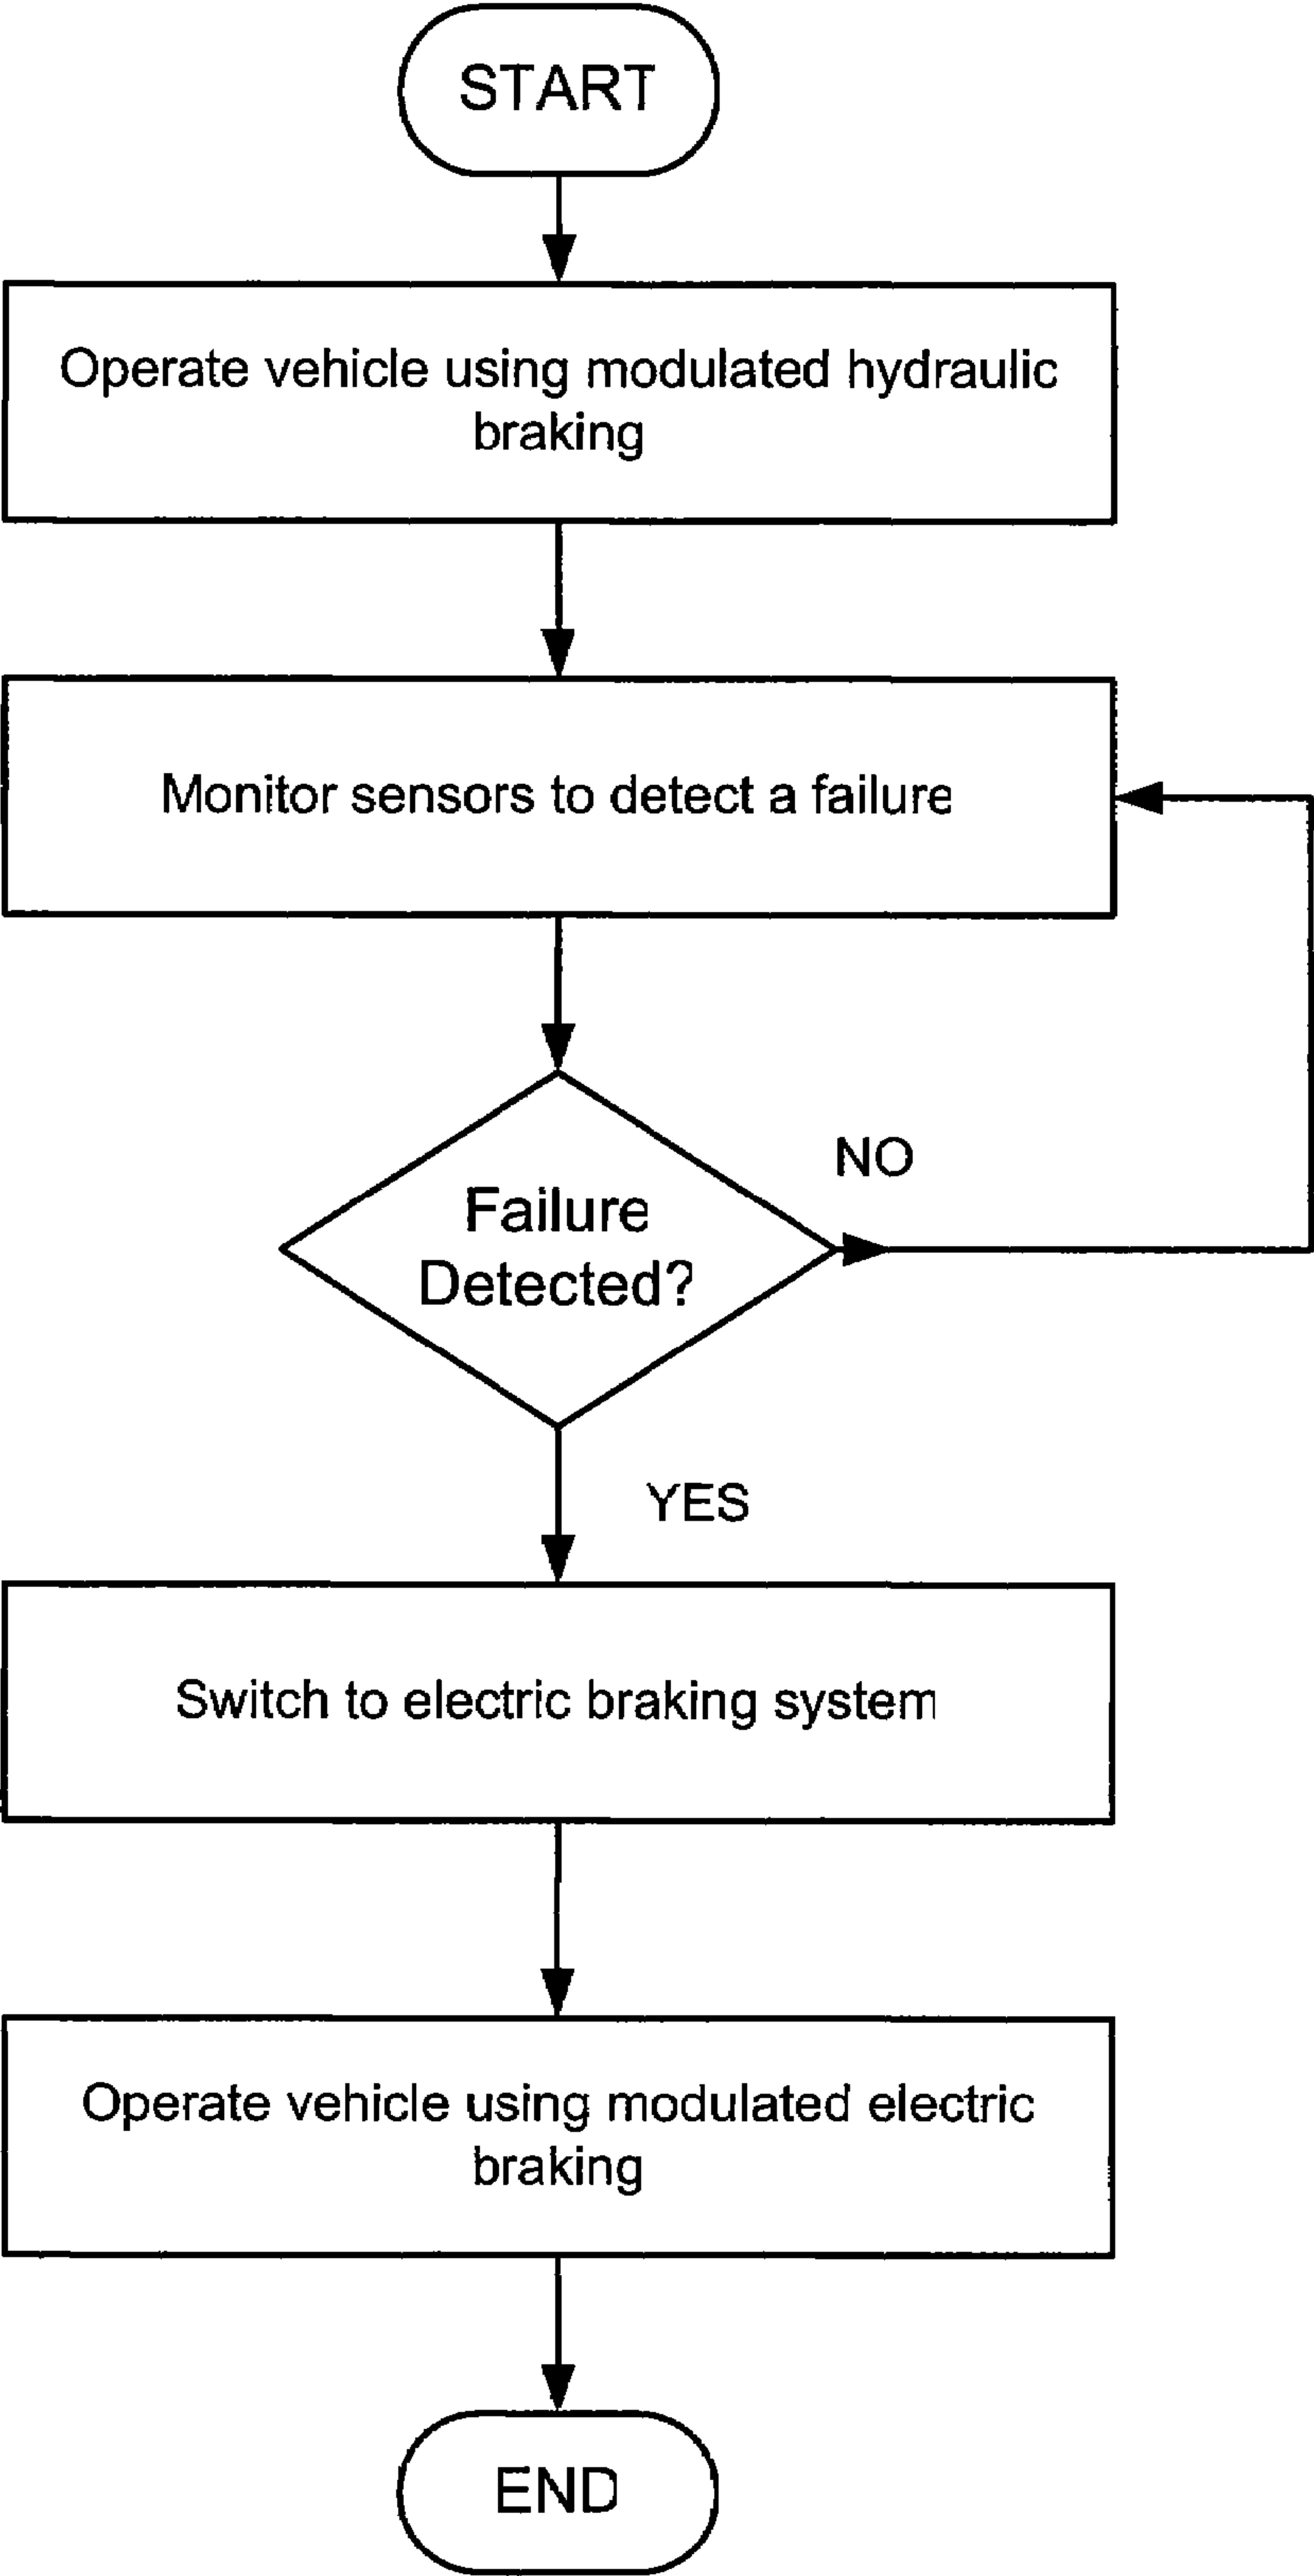 START
Operate vehicle using modulated hydraulic
braking
Monitor sensors to detect a failure
Failure
Detected?
NO
YES
Switch to electric braking system
Operate vehicle using modulated electric
braking
END